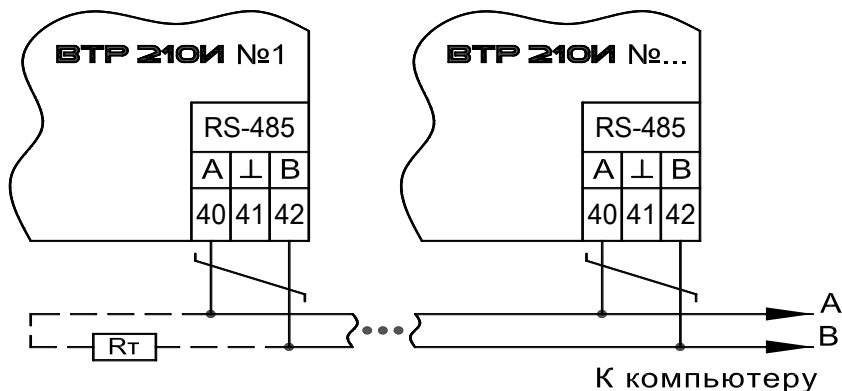 ВТР 210И №1
RS-485
A ⊥ B
40 41 42
ВТР 210И №...
RS-485
A ⊥ B
40 41 42
A
B
Rт
К компьютеру